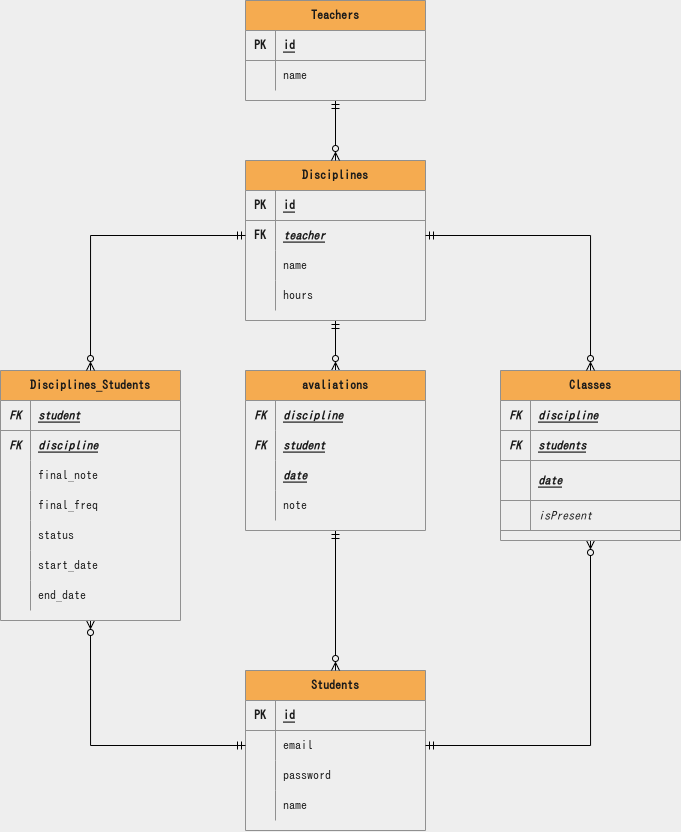 Teachers
PK id
name
Disciplines
PK id
FK teacher
name
hours
Disciplines_Students
FK student
FK discipline
final_note
final_freq
status
start_date
end_date
avaliations
FK discipline
FK student
date
note
Classes
FK discipline
FK students
date
isPresent
Students
PK id
email
password
name